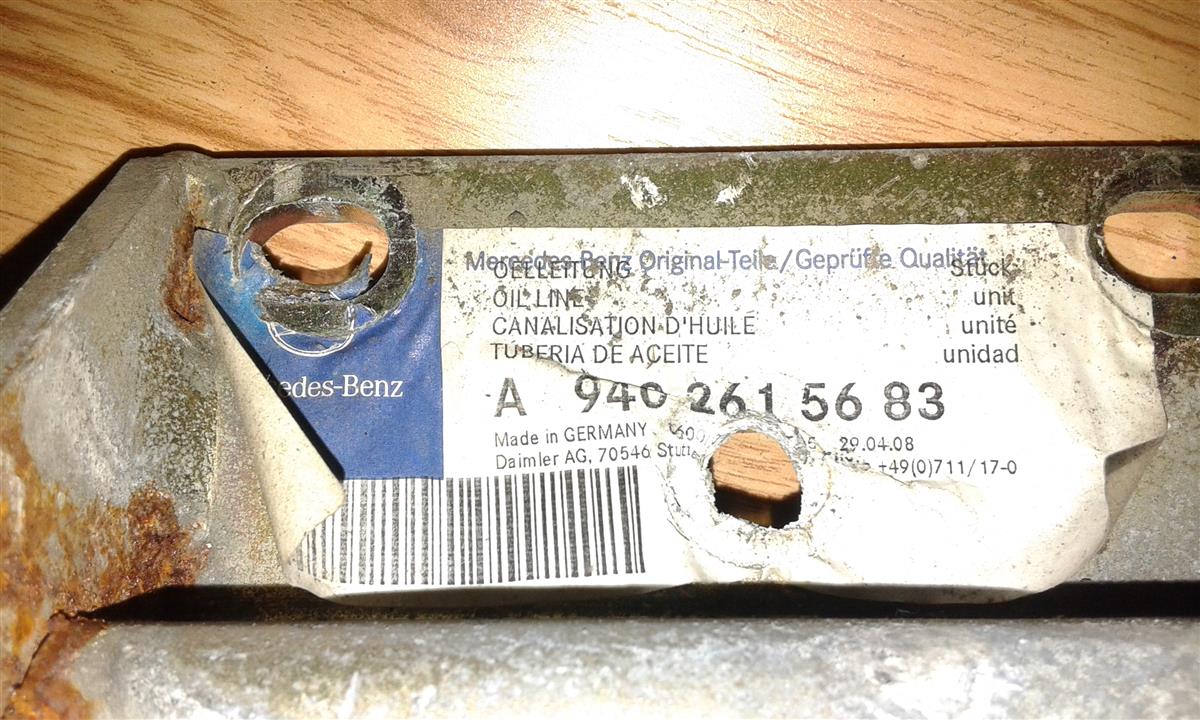 Mercedes-Benz Original-Teile/Geprüfte Qualität
OELLEITUNG Stück
OIL LINE unit
CANALISATION D'HUILE unité
TUBERIA DE ACEITE unidad
edes-Benz
A 940 261 56 83
Made in GERMANY 600 29.04.08
Daimler AG, 70546 +49(0)711/17-0